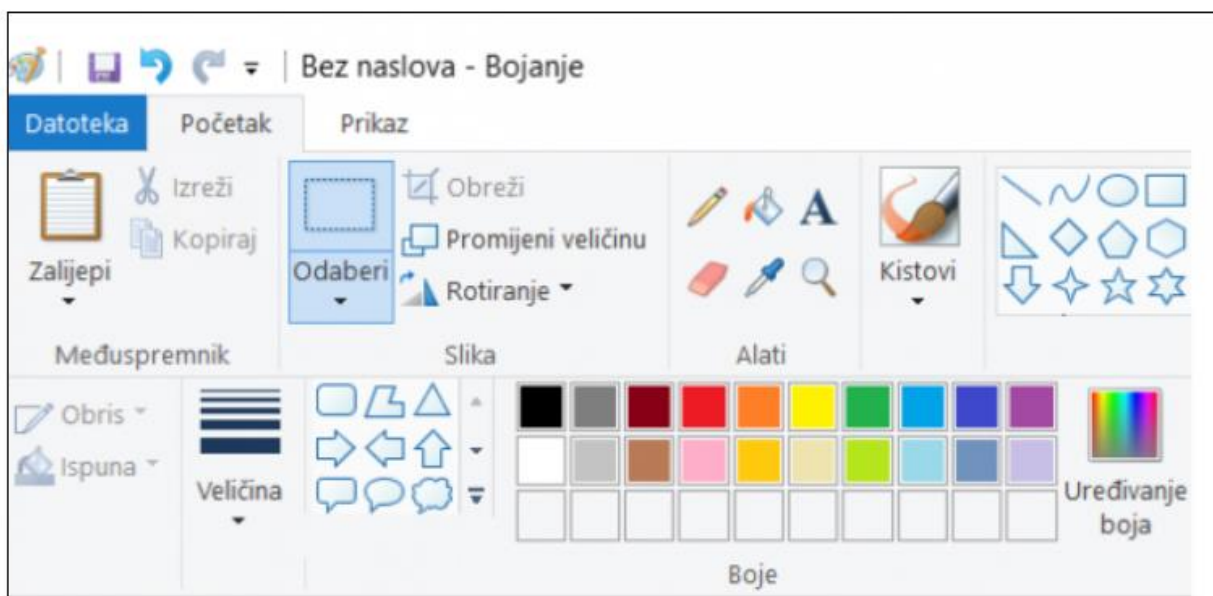 Bez naslova - Bojanje
Datoteka Početak Prikaz
Zalijepi
Izreži
Kopiraj
Međuspremnik
Odaberi
Obreži
Promijeni veličinu
Rotiranje
Slika
A
Alati
Kistovi
Obris
Ispuna
Veličina
Uređivanje
boja
Boje